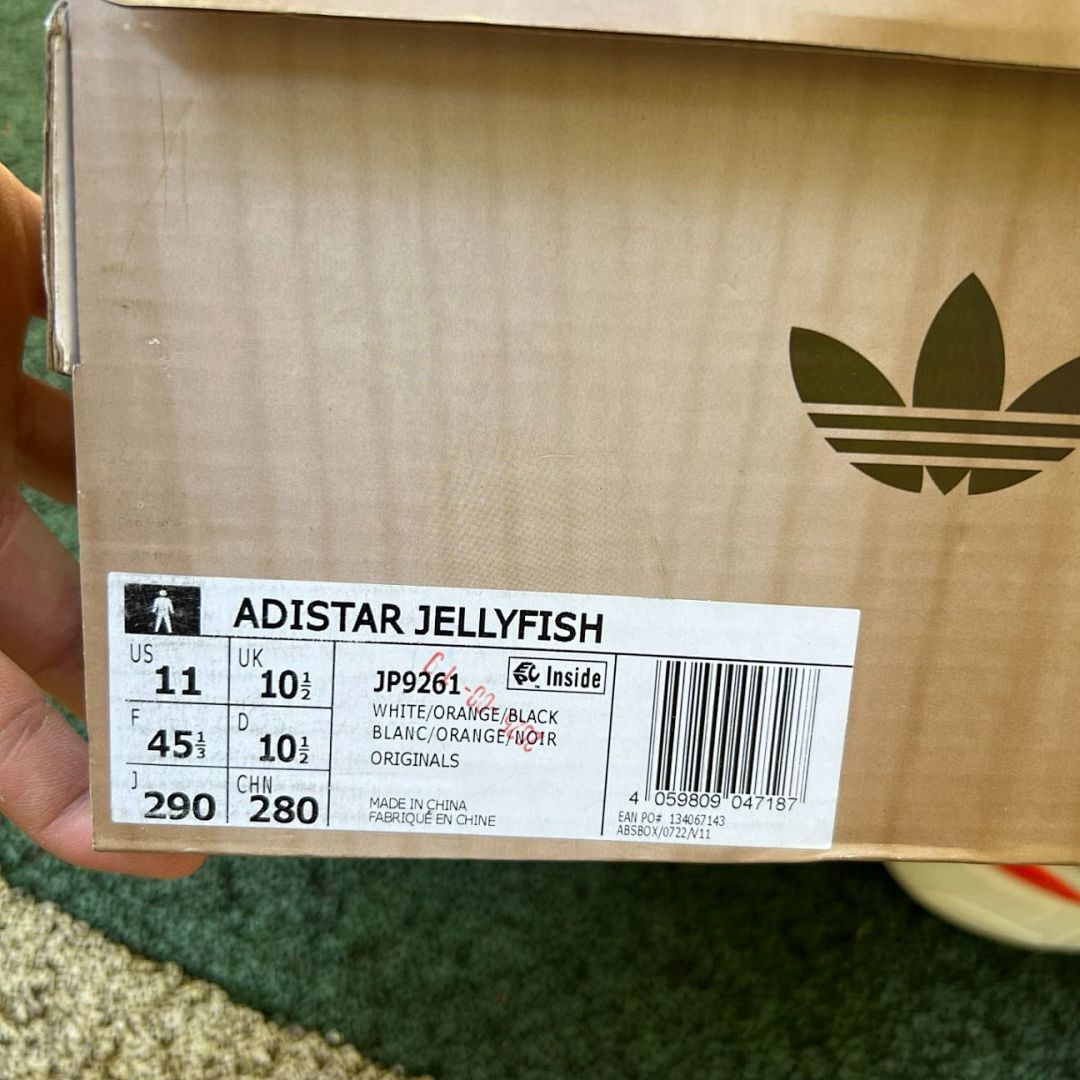 ADISTAR JELLYFISH
US 11
UK 10½
F 45⅓
D 10½
J 290
CHN 280
JP9261
Inside
WHITE/ORANGE/BLACK
BLANC/ORANGE/NOIR
ORIGINALS
MADE IN CHINA
FABRIQUÉ EN CHINE
4 059809 047187
EAN PO# 134067143
ABSBOX/0722/V11